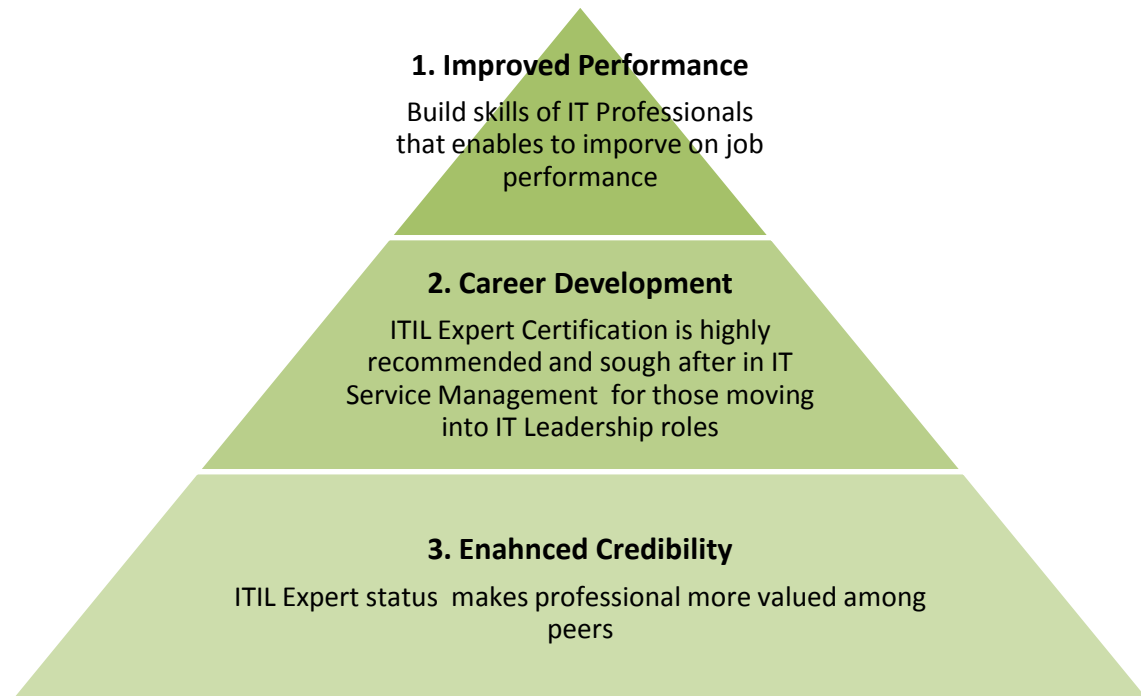 1. Improved Performance
Build skills of IT Professionals
that enables to imporve on job
performance
2. Career Development
ITIL Expert Certification is highly
recommended and sough after in IT
Service Management  for those moving
into IT Leadership roles
3. Enahnced Credibility
ITIL Expert status  makes professional more valued among
peers